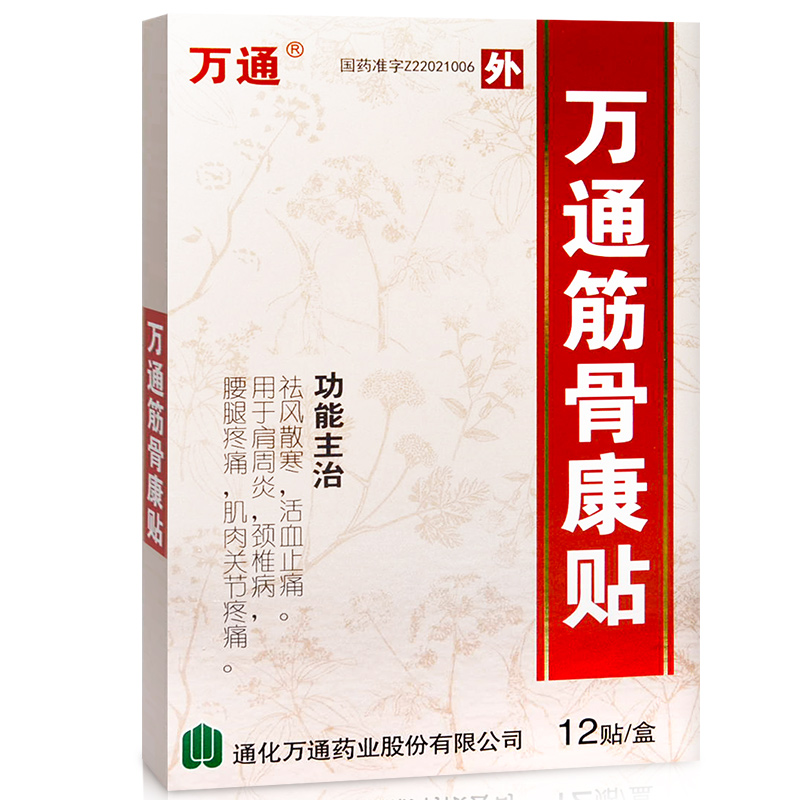 万通®
国药准字Z22021006
外
万通筋骨康贴
功能主治
祛风散寒,活血止痛。
用于肩周炎,颈椎病,
腰腿疼痛,肌肉关节疼痛。
万通筋骨康贴
通化万通药业股份有限公司
12贴/盒